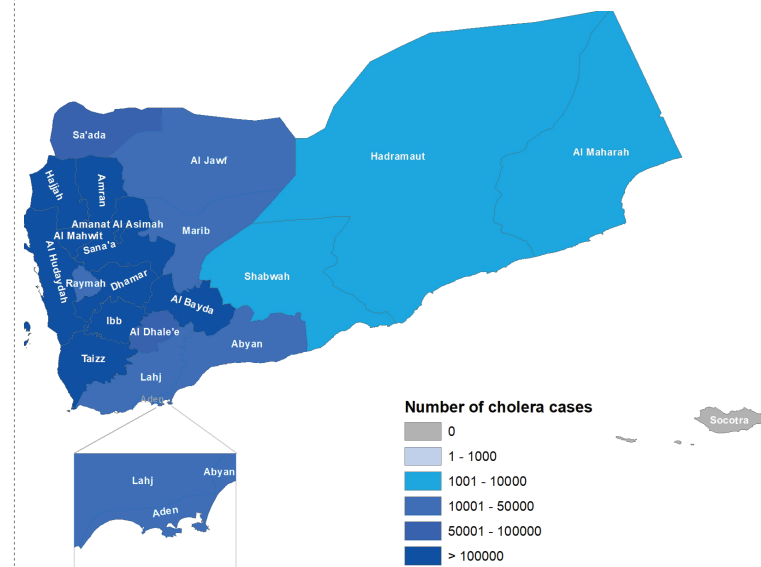 Sa'ada
Al Jawf
Hadramaut
Al Maharah
Hajjah
Amran
Amanat Al Asimah
Marib
Al Mahwit
Sana'a
Al Hudaydah
Raymah
Dhamar
Shabwah
Al Bayda
Ibb
Al Dhale'e
Abyan
Taizz
Lahj
Aden
Number of cholera cases
0
1 - 1000
1001 - 10000
10001 - 50000
50001 - 100000
> 100000
Socotra
Lahj
Abyan
Aden